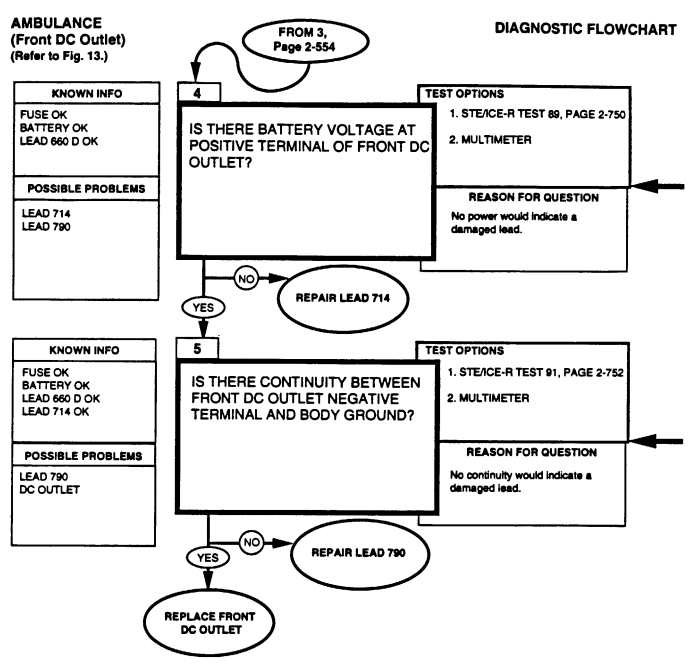 AMBULANCE
(Front DC Outlet)
(Refer to Fig. 13.)
FROM 3,
Page 2-554
DIAGNOSTIC FLOWCHART
KNOWN INFO
FUSE OK
BATTERY OK
LEAD 660 D OK
POSSIBLE PROBLEMS
LEAD 714
LEAD 790
4
IS THERE BATTERY VOLTAGE AT
POSITIVE TERMINAL OF FRONT DC
OUTLET?
TEST OPTIONS
1. STE/ICE-R TEST 89, PAGE 2-750
2. MULTIMETER
REASON FOR QUESTION
No power would indicate a
damaged lead.
NO
REPAIR LEAD 714
YES
KNOWN INFO
FUSE OK
BATTERY OK
LEAD 660 D OK
LEAD 714 OK
POSSIBLE PROBLEMS
LEAD 790
DC OUTLET
5
IS THERE CONTINUITY BETWEEN
FRONT DC OUTLET NEGATIVE
TERMINAL AND BODY GROUND?
TEST OPTIONS
1. STE/ICE-R TEST 91, PAGE 2-752
2. MULTIMETER
REASON FOR QUESTION
No continuity would indicate a
damaged lead.
NO
REPAIR LEAD 790
YES
REPLACE FRONT
DC OUTLET